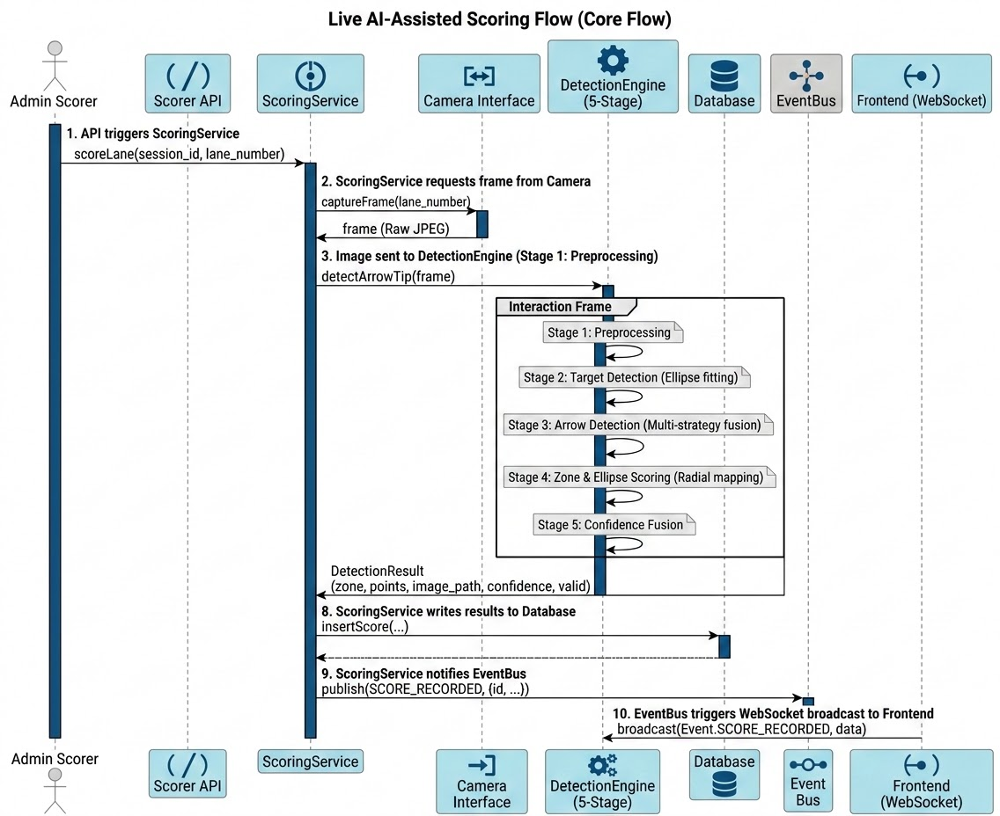 Live AI-Assisted Scoring Flow (Core Flow)
Admin Scorer
Scorer API
ScoringService
Camera Interface
DetectionEngine
(5-Stage)
Database
EventBus
Frontend (WebSocket)
1. API triggers ScoringService
scoreLane(session_id, lane_number)
2. ScoringService requests frame from Camera
captureFrame(lane_number)
frame (Raw JPEG)
3. Image sent to DetectionEngine (Stage 1: Preprocessing)
detectArrowTip(frame)
Interaction Frame
Stage 1: Preprocessing
Stage 2: Target Detection (Ellipse fitting)
Stage 3: Arrow Detection (Multi-strategy fusion)
Stage 4: Zone & Ellipse Scoring (Radial mapping)
Stage 5: Confidence Fusion
DetectionResult
(zone, points, image_path, confidence, valid)
8. ScoringService writes results to Database
insertScore(...)
9. ScoringService notifies EventBus
publish(SCORE_RECORDED, {id, ...})
10. EventBus triggers WebSocket broadcast to Frontend
broadcast(Event.SCORE_RECORDED, data)
Admin Scorer
Scorer API
ScoringService
Camera
Interface
DetectionEngine
(5-Stage)
Database
Event
Bus
Frontend
(WebSocket)